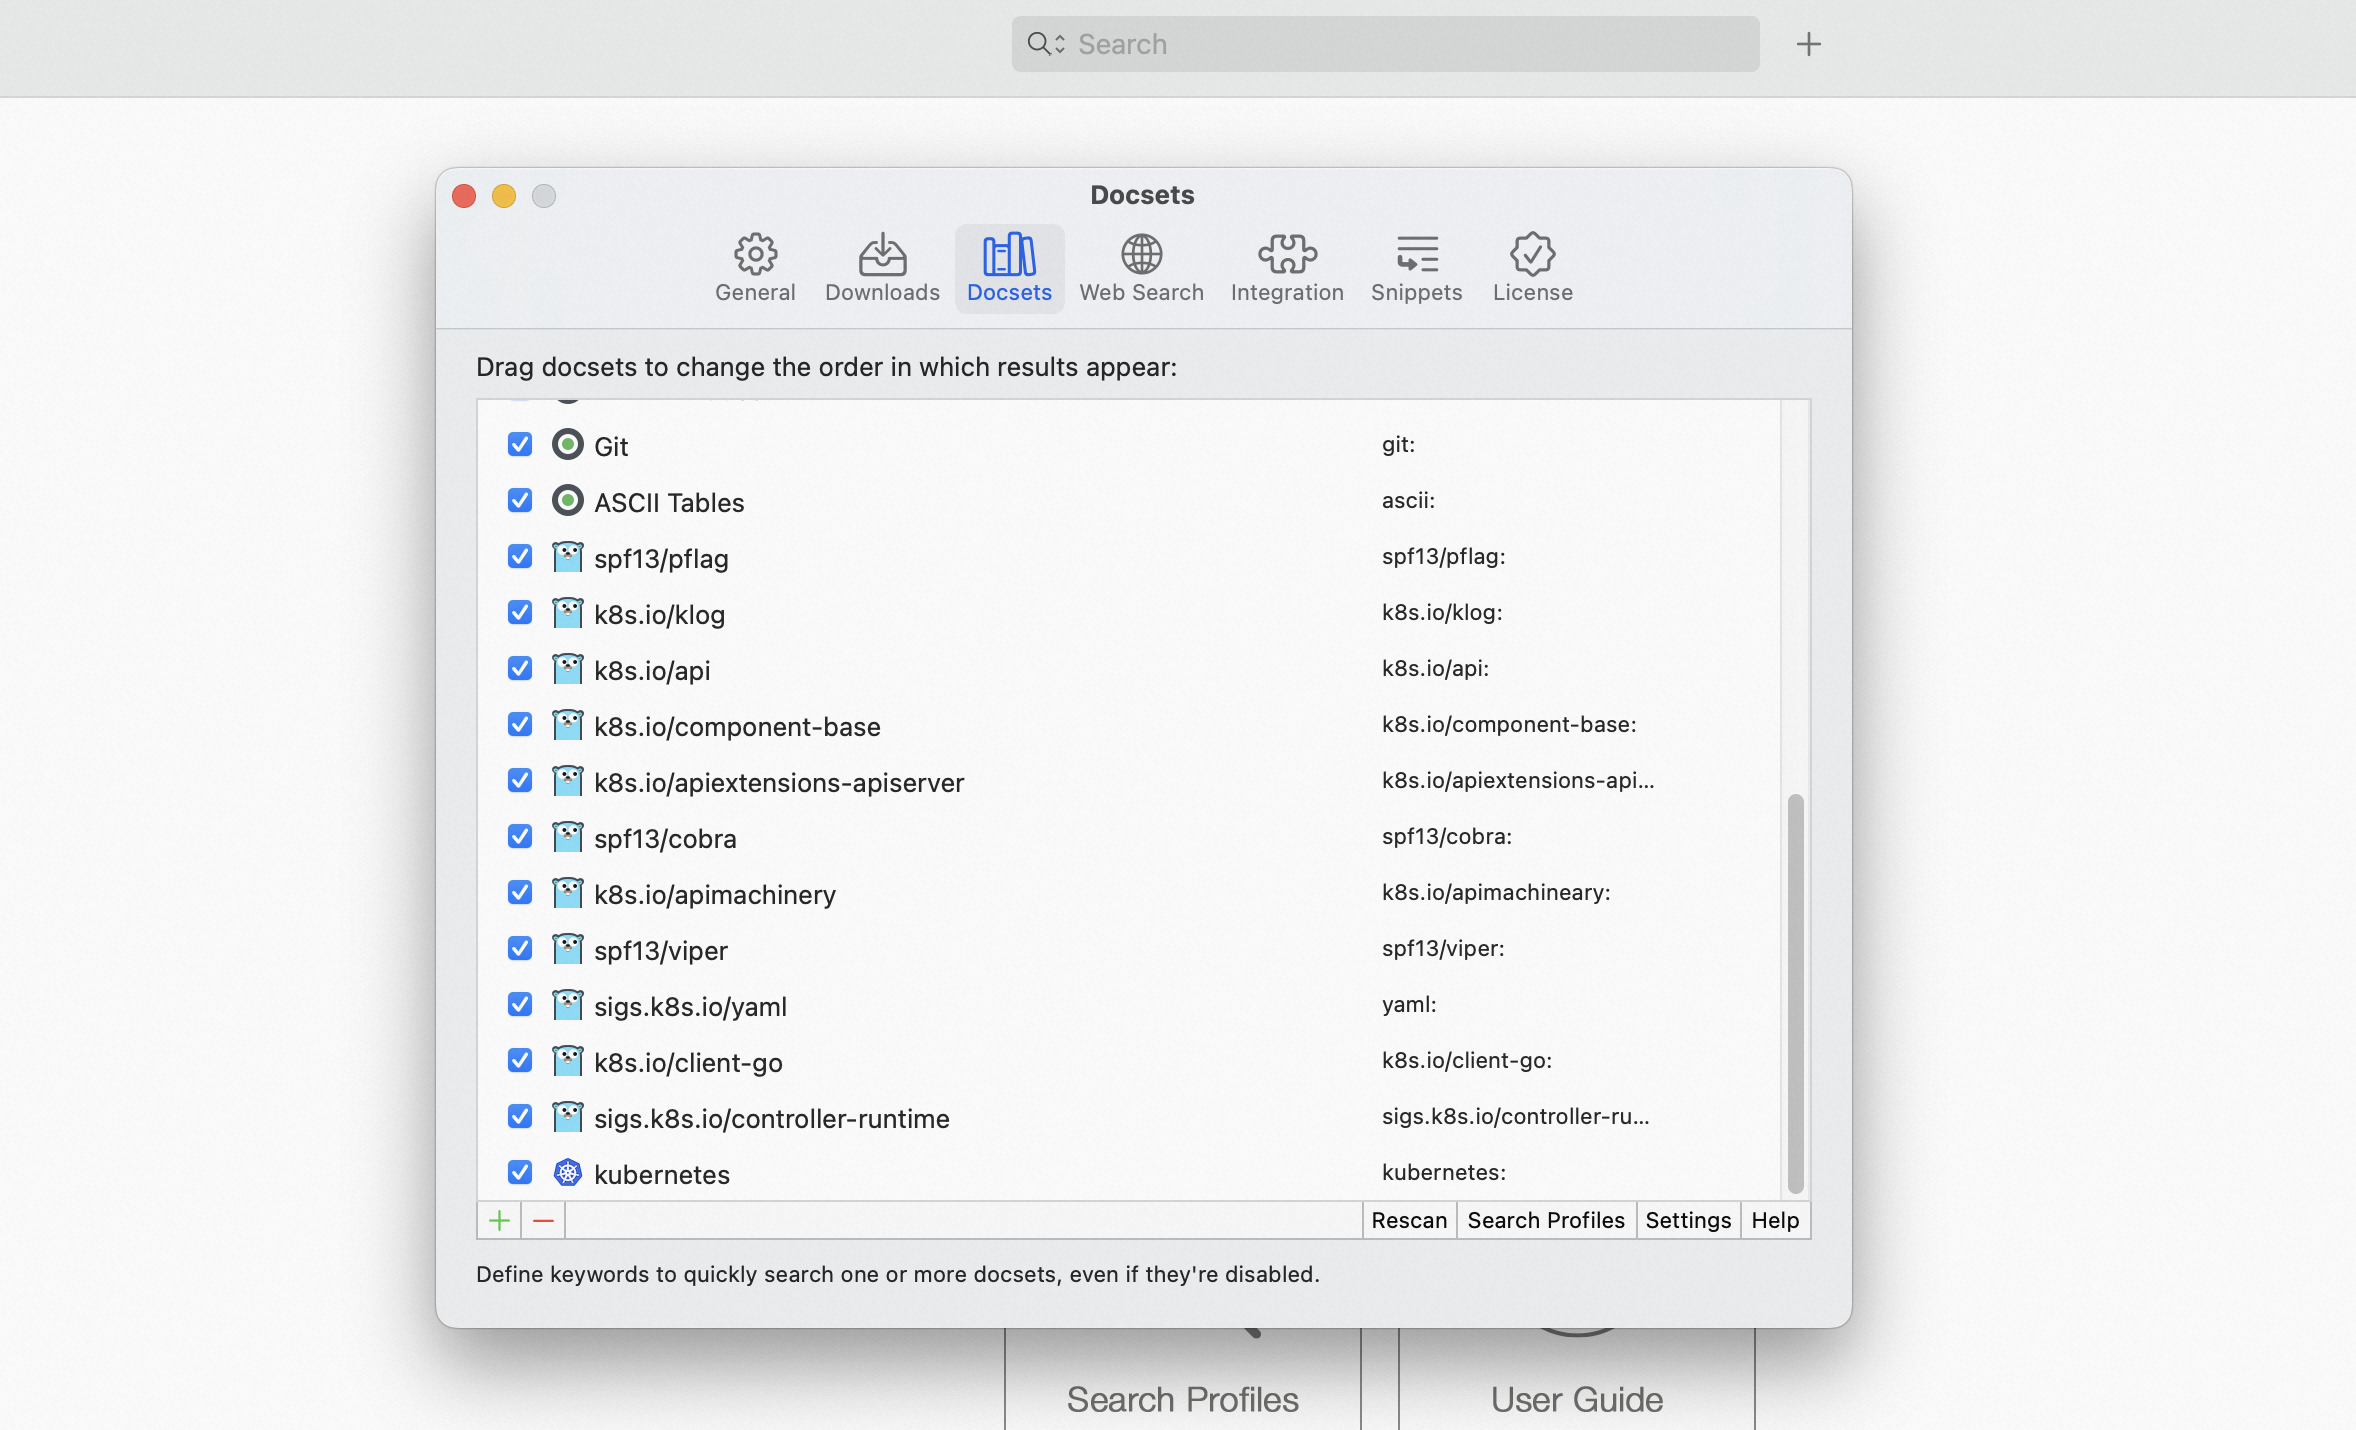 Search
Docsets
General Downloads Docsets Web Search Integration Snippets License
Drag docsets to change the order in which results appear:
Git git:
ASCII Tables ascii:
spf13/pflag spf13/pflag:
k8s.io/klog k8s.io/klog:
k8s.io/api k8s.io/api:
k8s.io/component-base k8s.io/component-base:
k8s.io/apiextensions-apiserver k8s.io/apiextensions-api...
spf13/cobra spf13/cobra:
k8s.io/apimachinery k8s.io/apimachineary:
spf13/viper spf13/viper:
sigs.k8s.io/yaml yaml:
k8s.io/client-go k8s.io/client-go:
sigs.k8s.io/controller-runtime sigs.k8s.io/controller-ru...
kubernetes kubernetes:
Rescan Search Profiles Settings Help
Define keywords to quickly search one or more docsets, even if they're disabled.
Search Profiles User Guide